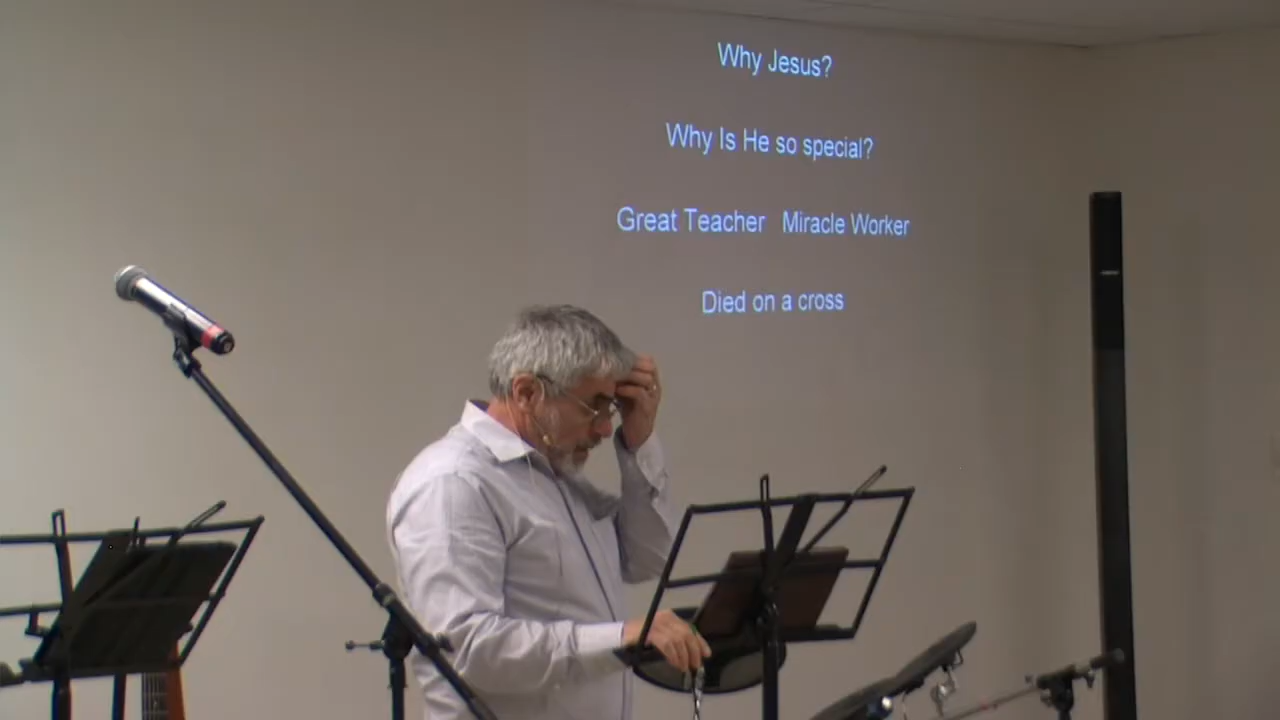 Why Jesus?
Why Is He so special?
Great Teacher Miracle Worker
Died on a cross